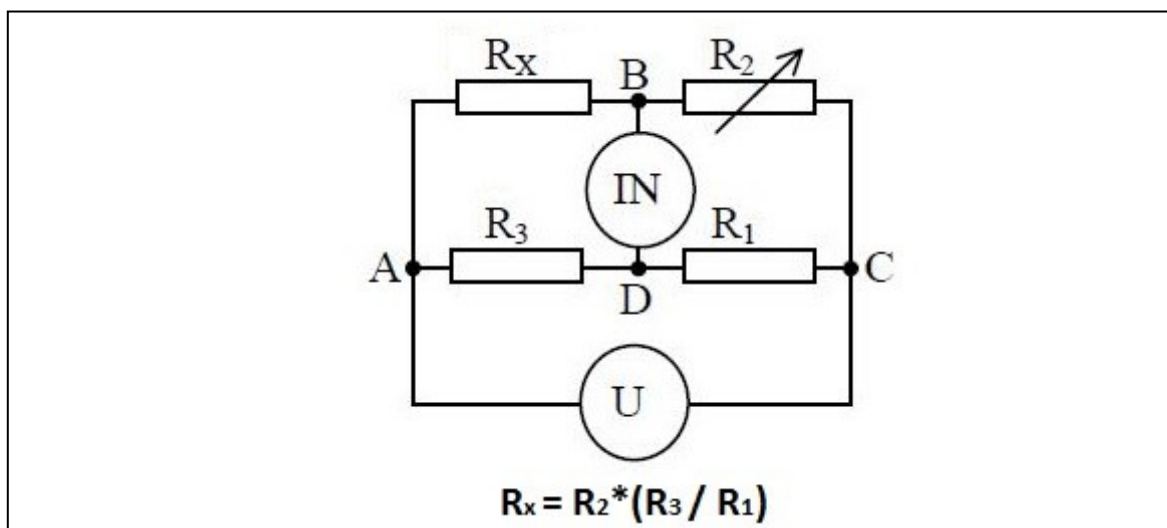 Rx B R2
IN
R3 R1
A C
D
U
Rx = R2*(R3 / R1)